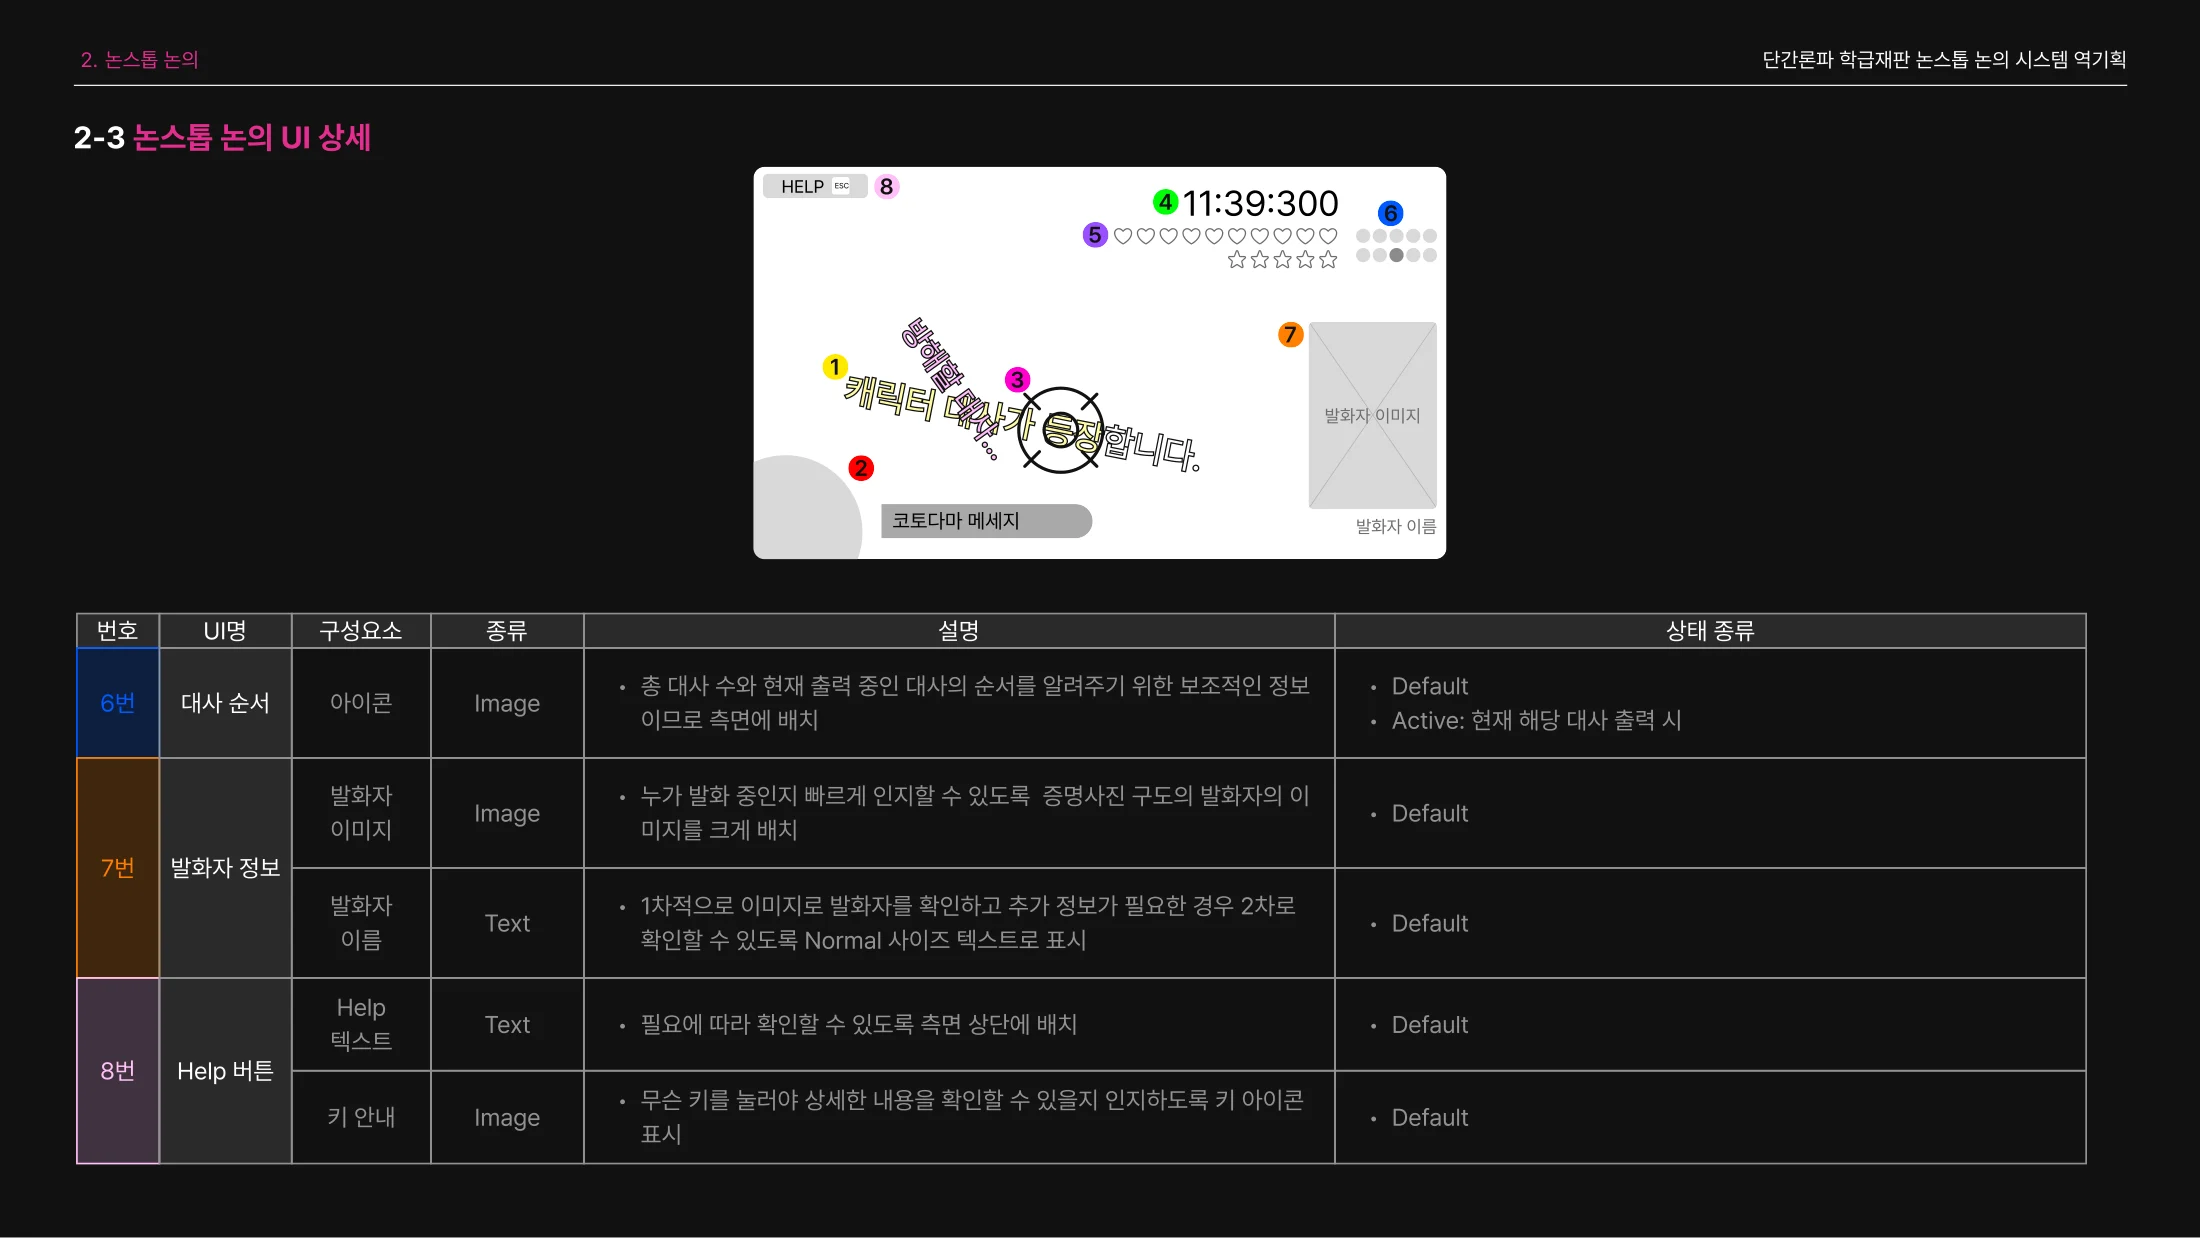 2. 논스톱 논의
단간론파 학급재판 논스톱 논의 시스템 역기획
2-3 논스톱 논의 UI 상세
HELP ESC 8
4 11:39:300
6
5
방해할 대사...
1
3
캐릭터 대사가 등장합니다.
7
발화자 이미지
2
코토다마 메세지
발화자 이름
번호 UI명 구성요소 종류 설명 상태 종류
6번 대사 순서 아이콘 Image
• 총 대사 수와 현재 출력 중인 대사의 순서를 알려주기 위한 보조적인 정보
이므로 측면에 배치
• Default
• Active: 현재 해당 대사 출력 시
7번 발화자 정보
발화자
이미지
Image
• 누가 발화 중인지 빠르게 인지할 수 있도록 증명사진 구도의 발화자의 이
미지를 크게 배치
• Default
발화자
이름
Text
• 1차적으로 이미지로 발화자를 확인하고 추가 정보가 필요한 경우 2차로
확인할 수 있도록 Normal 사이즈 텍스트로 표시
• Default
8번 Help 버튼
Help
텍스트
Text
• 필요에 따라 확인할 수 있도록 측면 상단에 배치
• Default
키 안내
Image
• 무슨 키를 눌러야 상세한 내용을 확인할 수 있을지 인지하도록 키 아이콘
표시
• Default